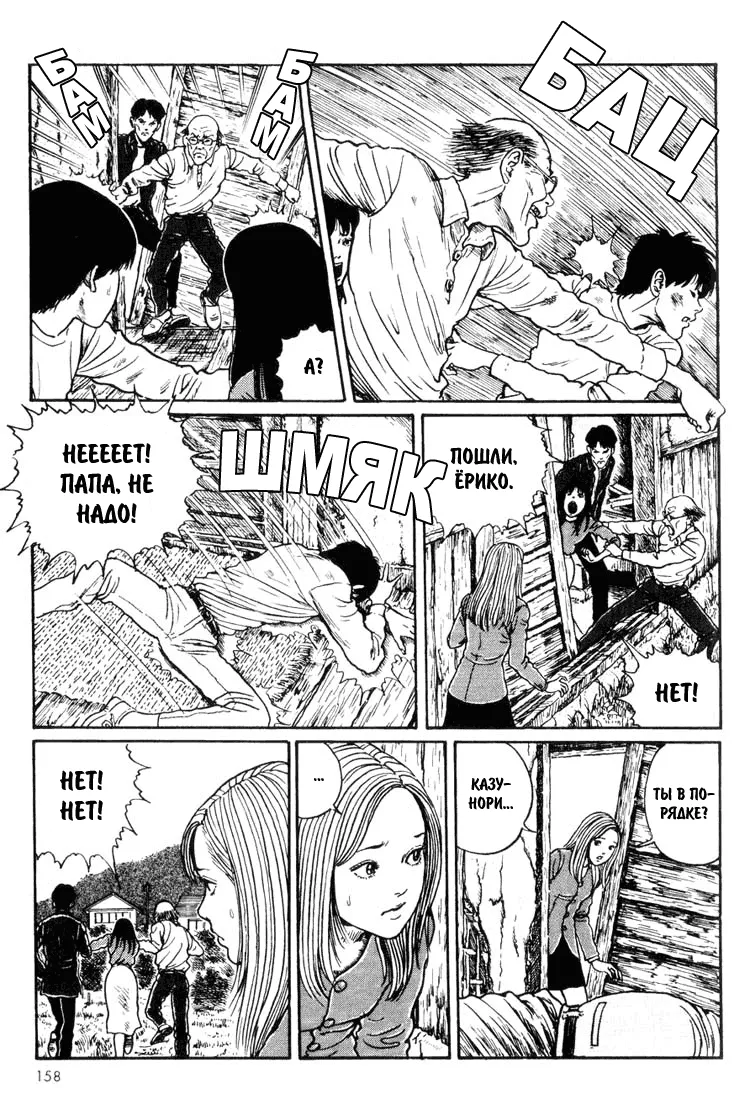 БАМ
БАМ
А?
БАЦ
НЕЕЕЕЕТ!
ПАПА, НЕ
НАДО!
ШМЯК
ПОШЛИ,
ЁРИКО.
НЕТ!
НЕТ!
НЕТ!
...
КАЗУ-
НОРИ...
ТЫ В ПО-
РЯДКЕ?
158